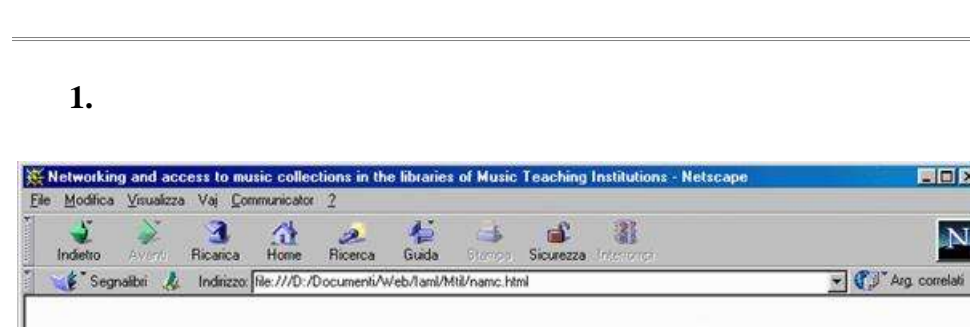 1.
Networking and access to music collections in the libraries of Music Teaching Institutions - Netscape
File Modifica Visualizza Vai Communicator ?
Indietro Avanti Ricarica Home Ricerca Guida Stampa Sicurezza Interrompi
N
Segnalibri Indirizzo: file:///D:/Documenti/Web/Iaml/Mtil/namc.html Arg. correlati